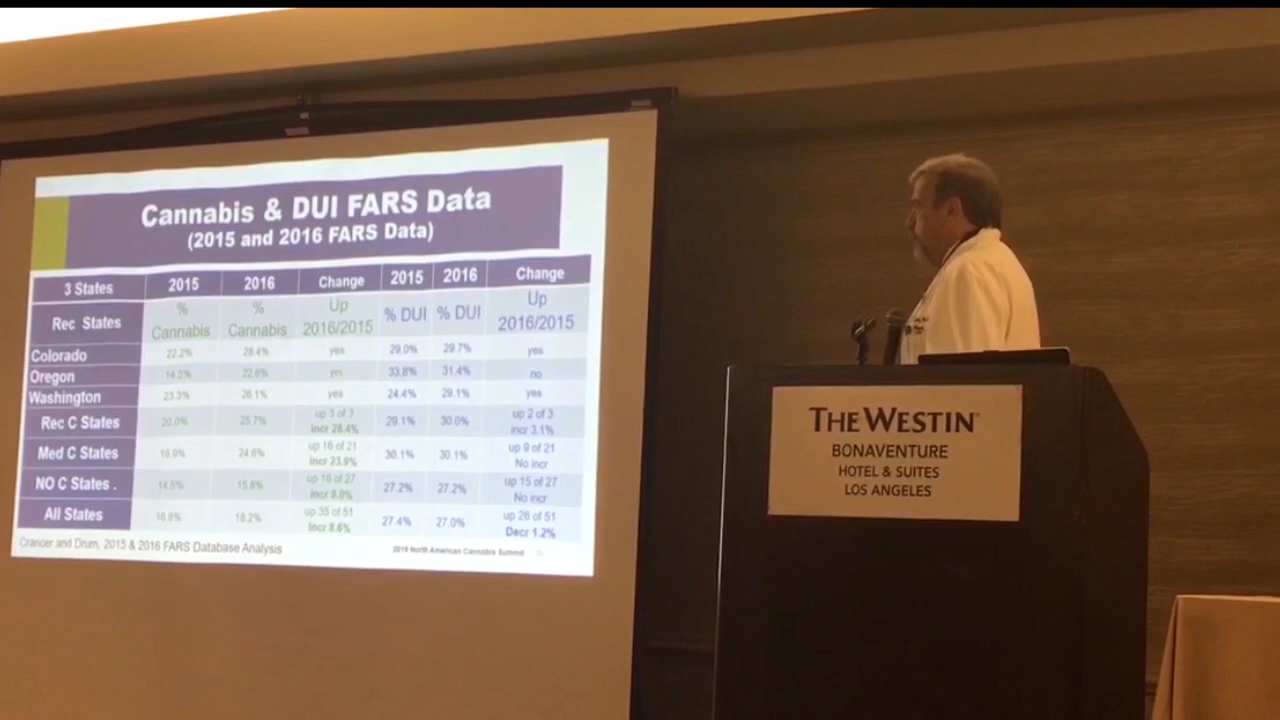 Cannabis & DUI FARS Data
(2015 and 2016 FARS Data)
3 States 2015 2016 Change 2015 2016 Change
Rec States % Cannabis % Cannabis Up 2016/2015 % DUI % DUI Up 2016/2015
Colorado 22.2% 28.4% yes 29.0% 29.7% yes
Oregon 14.5% 22.6% yes 33.8% 31.4% no
Washington 23.3% 26.1% yes 24.4% 29.1% yes
Rec C States 20.0% 25.7% up 3 of 3 incr 28.4% 29.1% 30.0% up 2 of 3 incr 3.1%
Med C States 19.9% 24.6% up 16 of 21 incr 23.9% 30.1% 30.1% up 9 of 21 No incr
NO C States . 14.5% 15.8% up 16 of 27 incr 9.0% 27.2% 27.2% up 15 of 27 No incr
All States 16.8% 18.2% up 35 of 51 Incr 8.6% 27.4% 27.0% up 26 of 51 Decr 1.2%
Crancer and Drum, 2015 & 2016 FARS Database Analysis
North American Cannabis Summit
THE WESTIN
BONAVENTURE
HOTEL & SUITES
LOS ANGELES